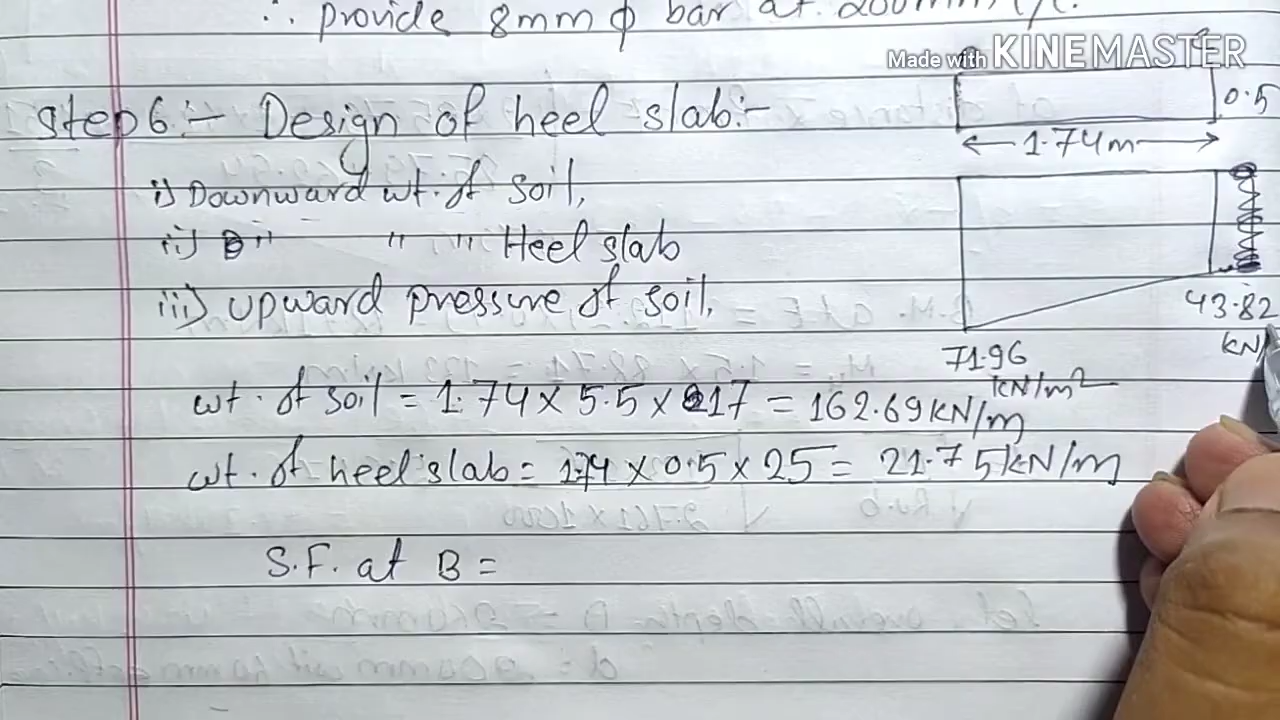 ∴ Provide 8mm ϕ bar at 200mm c/c.
Made with KINEMASTER
Step 6:- Design of heel slab:-
0.5
1.74m
i) Downward wt. of soil,
ii) " " " Heel slab
iii) upward pressure of soil,
43.82
KN/
71.96
KN/m²
wt. of soil = 1.74 × 5.5 × 17 = 162.69 KN/m
wt. of heel slab = 1.74 × 0.5 × 25 = 21.75 KN/m
S.F. at B =